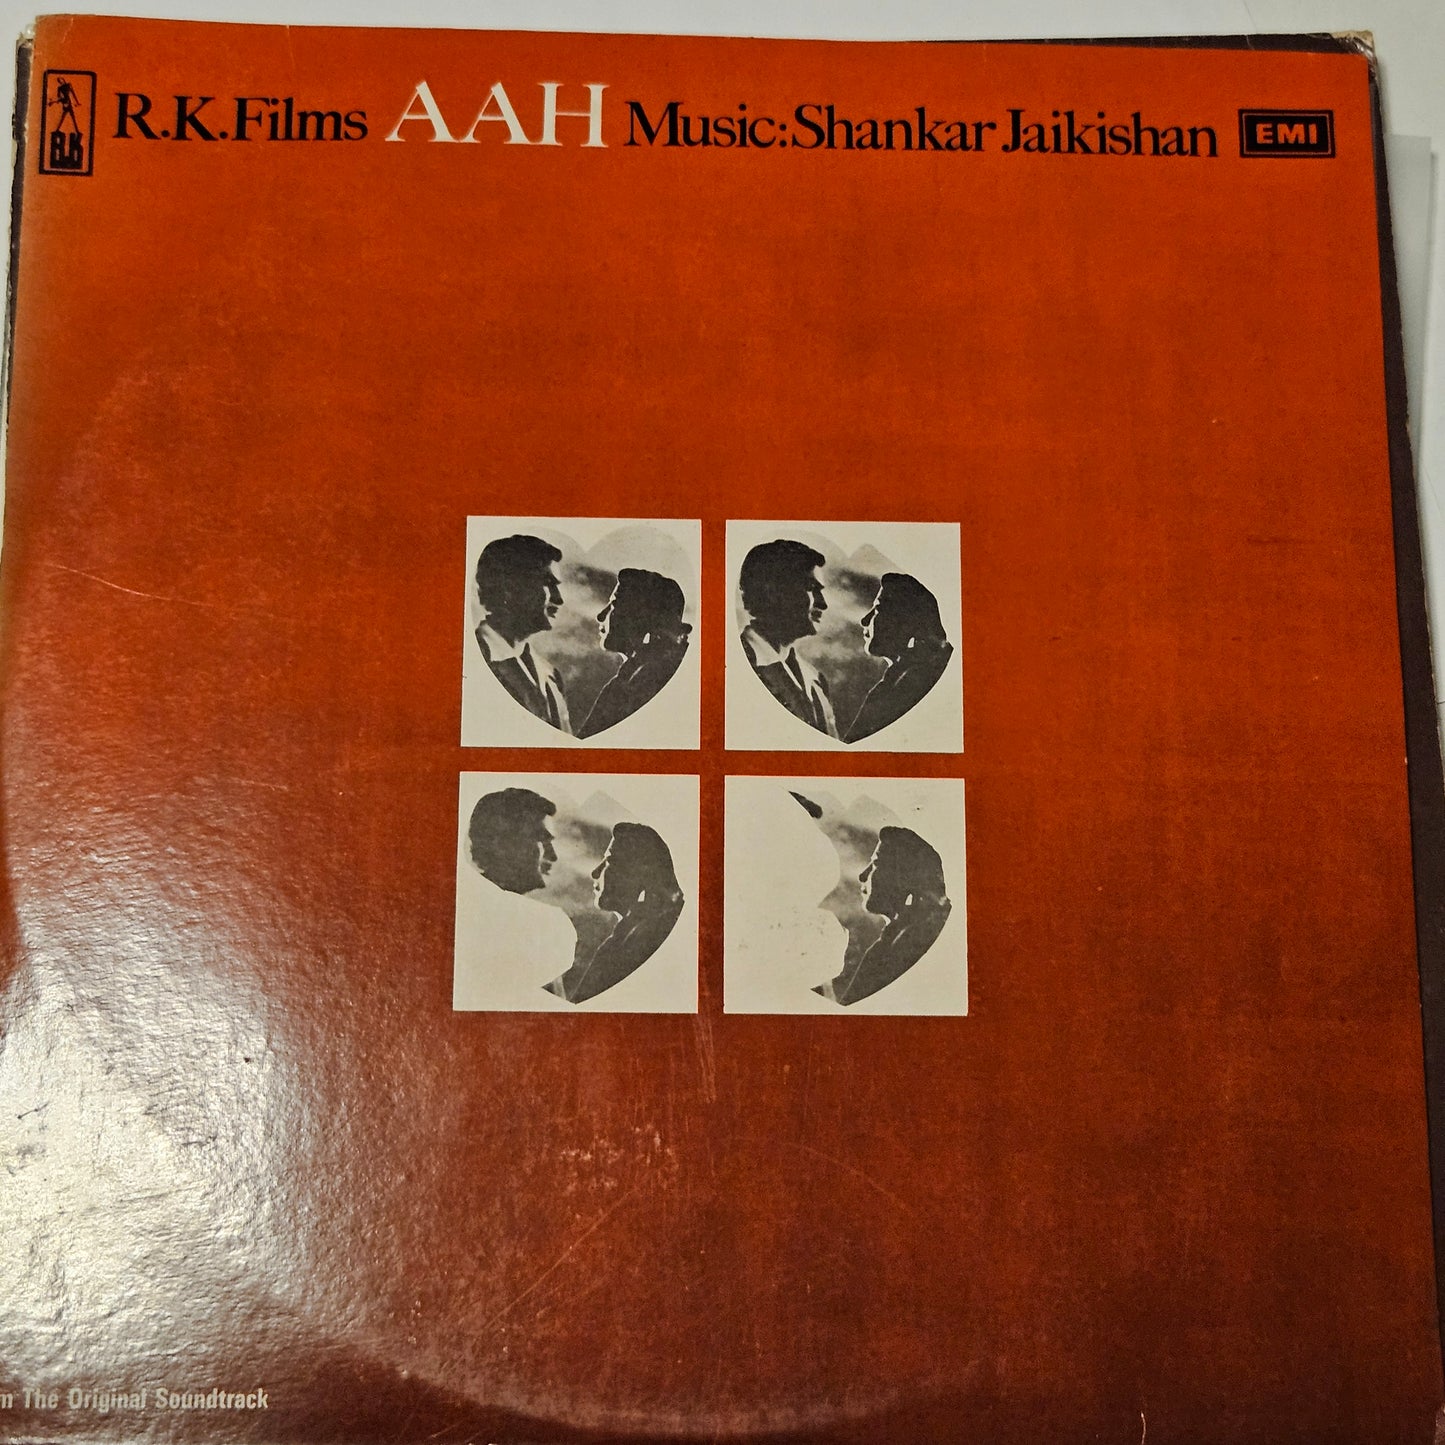 R.K
R.K.Films AAH Music:Shankar Jaikishan EMI
The Original Soundtrack